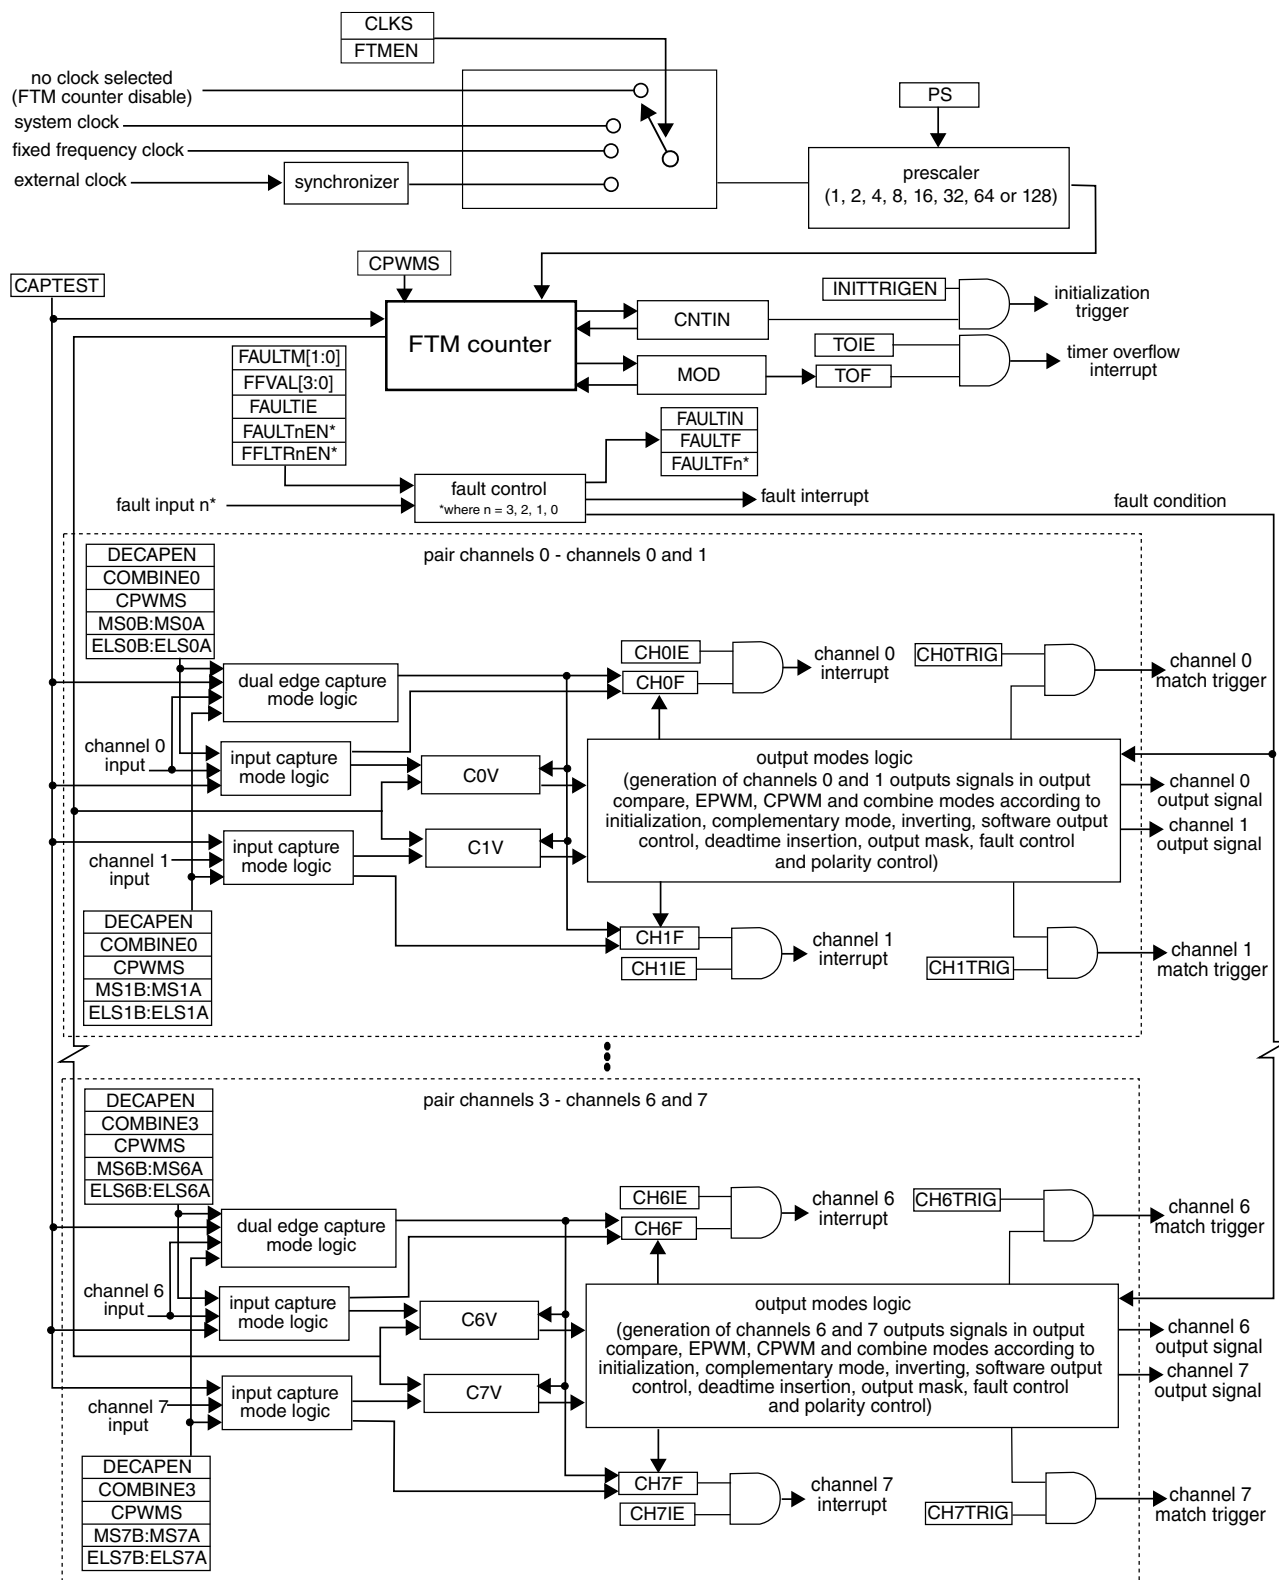 CLKS
FTMEN
no clock selected
(FTM counter disable)
system clock
fixed frequency clock
external clock
synchronizer
PS
prescaler
(1, 2, 4, 8, 16, 32, 64 or 128)
CPWMS
CAPTEST
FTM counter
CNTIN
MOD
INITTRIGEN
initialization
trigger
TOIE
TOF
timer overflow
interrupt
FAULTM[1:0]
FFVAL[3:0]
FAULTIE
FAULTnEN*
FFLTRnEN*
FAULTIN
FAULTF
FAULTFn*
fault input n*
fault control
*where n = 3, 2, 1, 0
fault interrupt
fault condition
pair channels 0 - channels 0 and 1
DECAPEN
COMBINE0
CPWMS
MS0B:MS0A
ELS0B:ELS0A
dual edge capture
mode logic
CH0IE
CH0F
channel 0
interrupt
CH0TRIG
channel 0
match trigger
channel 0
input
input capture
mode logic
C0V
output modes logic
(generation of channels 0 and 1 outputs signals in output
compare, EPWM, CPWM and combine modes according to
initialization, complementary mode, inverting, software output
control, deadtime insertion, output mask, fault control
and polarity control)
channel 0
output signal
channel 1
output signal
channel 1
input
input capture
mode logic
C1V
DECAPEN
COMBINE0
CPWMS
MS1B:MS1A
ELS1B:ELS1A
CH1F
CH1IE
channel 1
interrupt
CH1TRIG
channel 1
match trigger
pair channels 3 - channels 6 and 7
DECAPEN
COMBINE3
CPWMS
MS6B:MS6A
ELS6B:ELS6A
dual edge capture
mode logic
CH6IE
CH6F
channel 6
interrupt
CH6TRIG
channel 6
match trigger
channel 6
input
input capture
mode logic
C6V
output modes logic
(generation of channels 6 and 7 outputs signals in output
compare, EPWM, CPWM and combine modes according to
initialization, complementary mode, inverting, software output
control, deadtime insertion, output mask, fault control
and polarity control)
channel 6
output signal
channel 7
output signal
channel 7
input
input capture
mode logic
C7V
DECAPEN
COMBINE3
CPWMS
MS7B:MS7A
ELS7B:ELS7A
CH7F
CH7IE
channel 7
interrupt
CH7TRIG
channel 7
match trigger